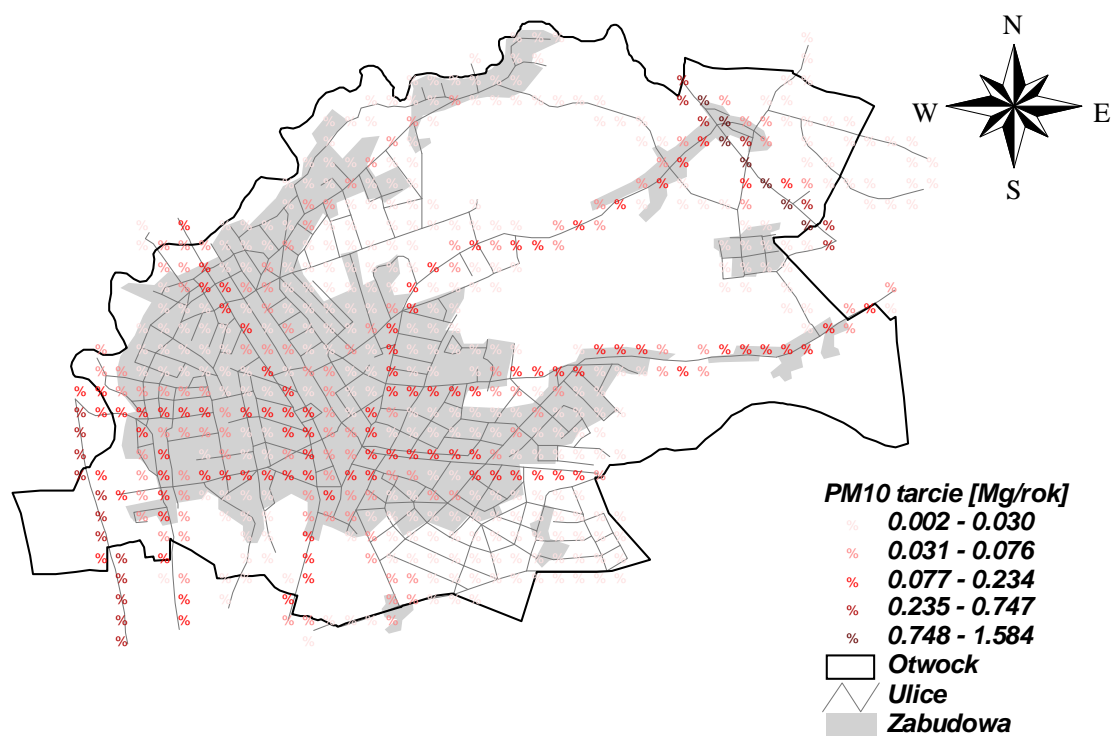 N
W E
S
PM10 tarcie [Mg/rok]
% 0.002 - 0.030
% 0.031 - 0.076
% 0.077 - 0.234
% 0.235 - 0.747
% 0.748 - 1.584
Otwock
Ulice
Zabudowa